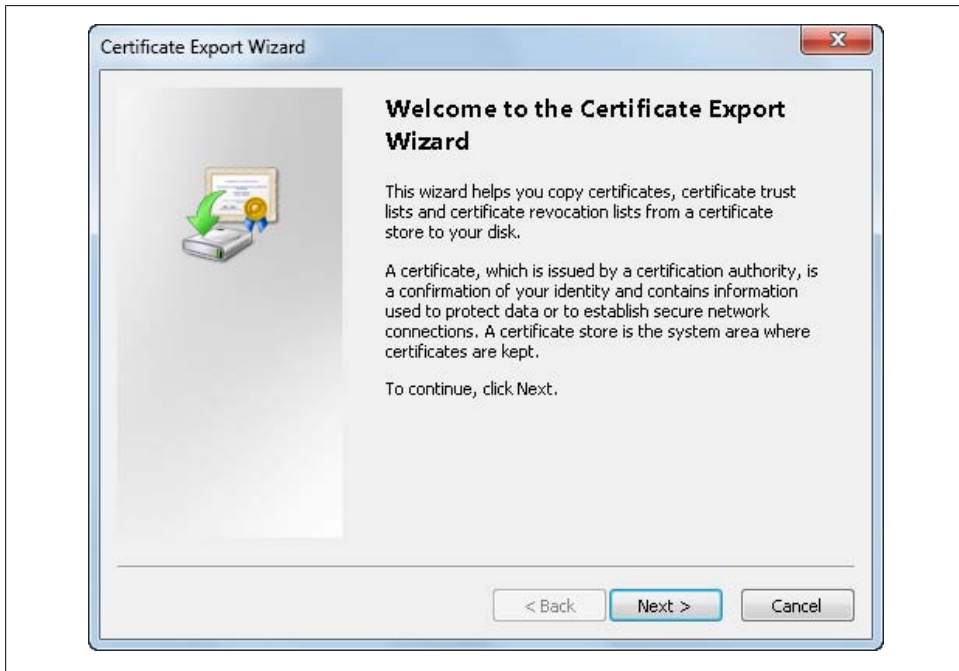 Certificate Export Wizard
Welcome to the Certificate Export
Wizard
This wizard helps you copy certificates, certificate trust
lists and certificate revocation lists from a certificate
store to your disk.
A certificate, which is issued by a certification authority, is
a confirmation of your identity and contains information
used to protect data or to establish secure network
connections. A certificate store is the system area where
certificates are kept.
To continue, click Next.
< Back Next > Cancel